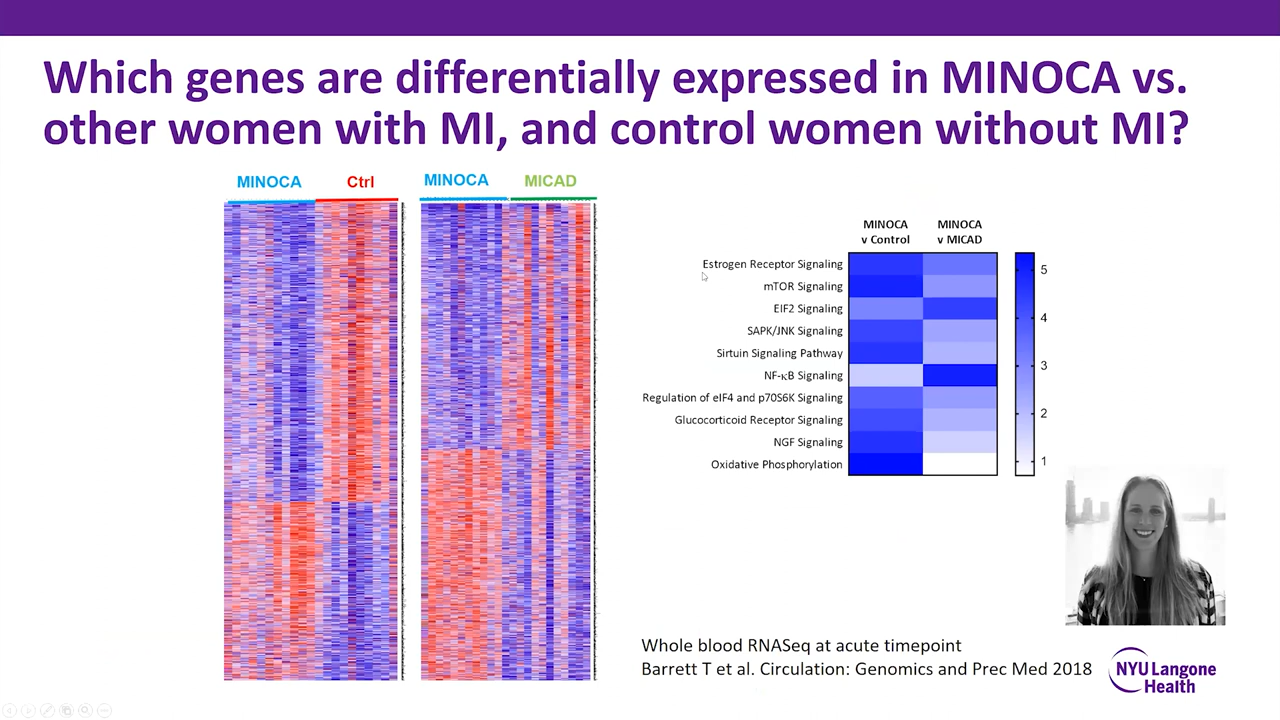 Which genes are differentially expressed in MINOCA vs.
other women with MI, and control women without MI?
MINOCA Ctrl MINOCA MICAD
MINOCA v Control
MINOCA v MICAD
Estrogen Receptor Signaling
mTOR Signaling
EIF2 Signaling
SAPK/JNK Signaling
Sirtuin Signaling Pathway
NF-κB Signaling
Regulation of eIF4 and p70S6K Signaling
Glucocorticoid Receptor Signaling
NGF Signaling
Oxidative Phosphorylation
5
4
3
2
1
Whole blood RNASeq at acute timepoint
Barrett T et al. Circulation: Genomics and Prec Med 2018
NYU Langone
Health